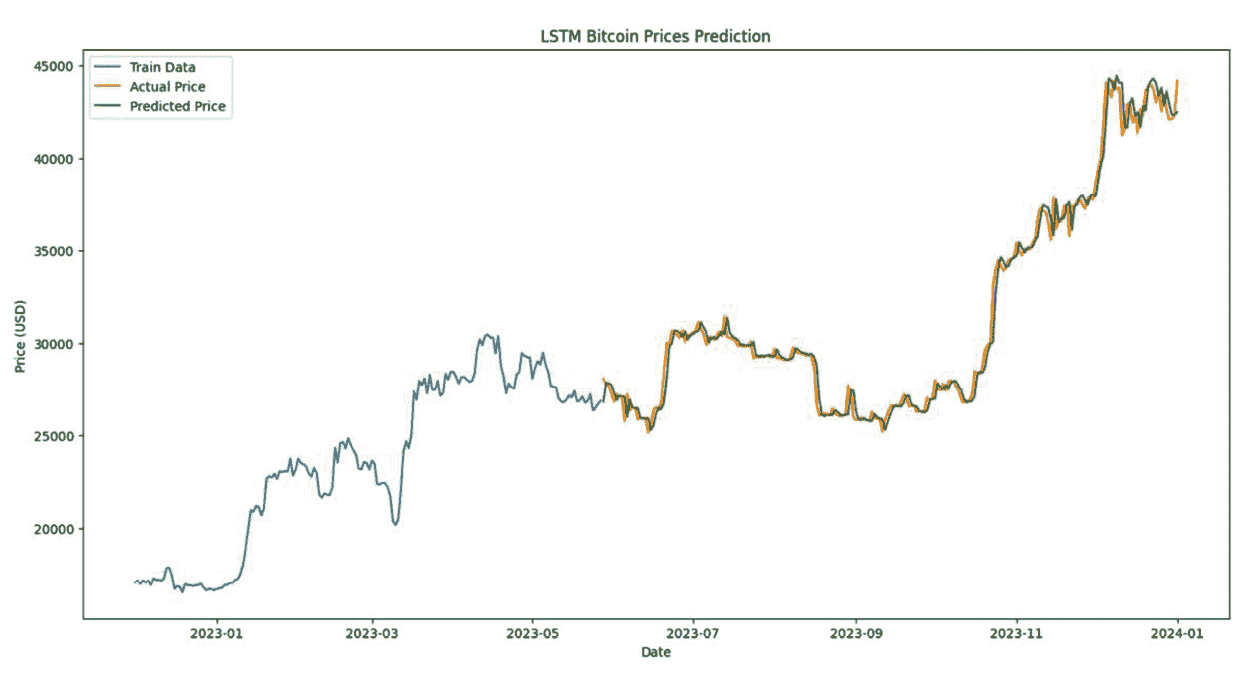 LSTM Bitcoin Prices Prediction
Train Data
Actual Price
Predicted Price
45000
40000
35000
30000
25000
20000
Price (USD)
2023-01 2023-03 2023-05 2023-07 2023-09 2023-11 2024-01
Date